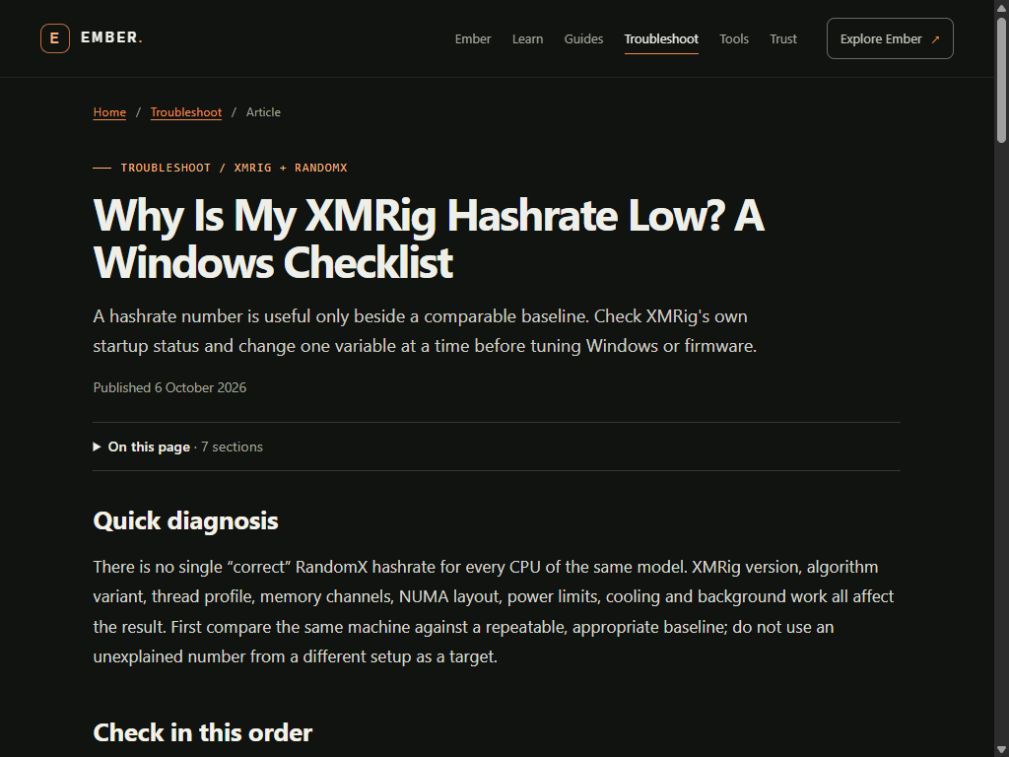 E EMBER.
Ember Learn Guides Troubleshoot Tools Trust Explore Ember ↗
Home / Troubleshoot / Article
TROUBLESHOOT / XMRIG + RANDOMX
Why Is My XMRig Hashrate Low? A
Windows Checklist
A hashrate number is useful only beside a comparable baseline. Check XMRig's own
startup status and change one variable at a time before tuning Windows or firmware.
Published 6 October 2026
On this page · 7 sections
Quick diagnosis
There is no single “correct” RandomX hashrate for every CPU of the same model. XMRig version, algorithm
variant, thread profile, memory channels, NUMA layout, power limits, cooling and background work all affect
the result. First compare the same machine against a repeatable, appropriate baseline; do not use an
unexplained number from a different setup as a target.
Check in this order